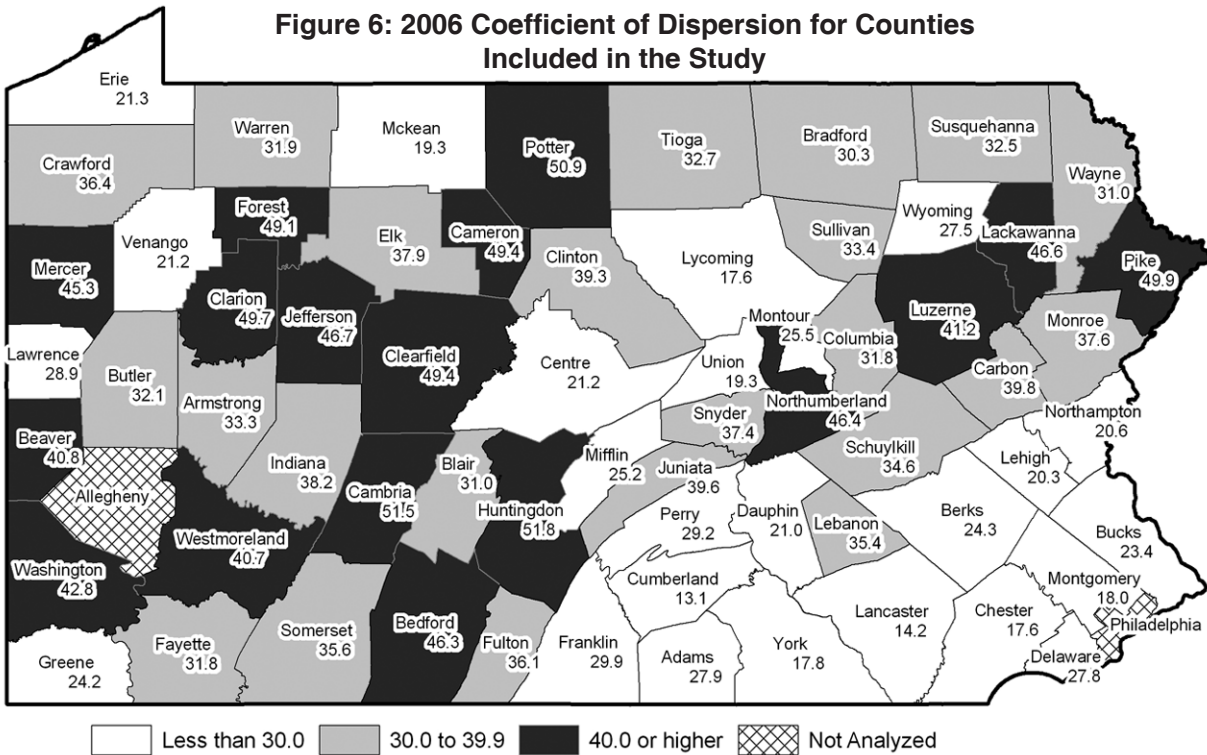 Figure 6: 2006 Coefficient of Dispersion for Counties
Included in the Study
Erie
21.3
Warren
31.9
Mckean
19.3
Potter
50.9
Tioga
32.7
Bradford
30.3
Susquehanna
32.5
Wayne
31.0
Crawford
36.4
Forest
49.1
Venango
21.2
Elk
37.9
Cameron
49.4
Clinton
39.3
Lycoming
17.6
Sullivan
33.4
Wyoming
27.5
Lackawanna
46.6
Pike
49.9
Mercer
45.3
Clarion
49.7
Jefferson
46.7
Clearfield
49.4
Centre
21.2
Union
19.3
Montour
25.5
Columbia
31.8
Luzerne
41.2
Monroe
37.6
Carbon
39.8
Lawrence
28.9
Butler
32.1
Armstrong
33.3
Snyder
37.4
Northumberland
46.4
Northampton
20.6
Beaver
40.8
Allegheny
Indiana
38.2
Cambria
51.5
Blair
31.0
Huntingdon
51.8
Mifflin
25.2
Juniata
39.6
Schuylkill
34.6
Lehigh
20.3
Perry
29.2
Dauphin
21.0
Lebanon
35.4
Berks
24.3
Bucks
23.4
Westmoreland
40.7
Washington
42.8
Cumberland
13.1
Montgomery
18.0
Philadelphia
Greene
24.2
Fayette
31.8
Somerset
35.6
Bedford
46.3
Fulton
36.1
Franklin
29.9
Adams
27.9
York
17.8
Lancaster
14.2
Chester
17.6
Delaware
27.8
Less than 30.0
30.0 to 39.9
40.0 or higher
Not Analyzed